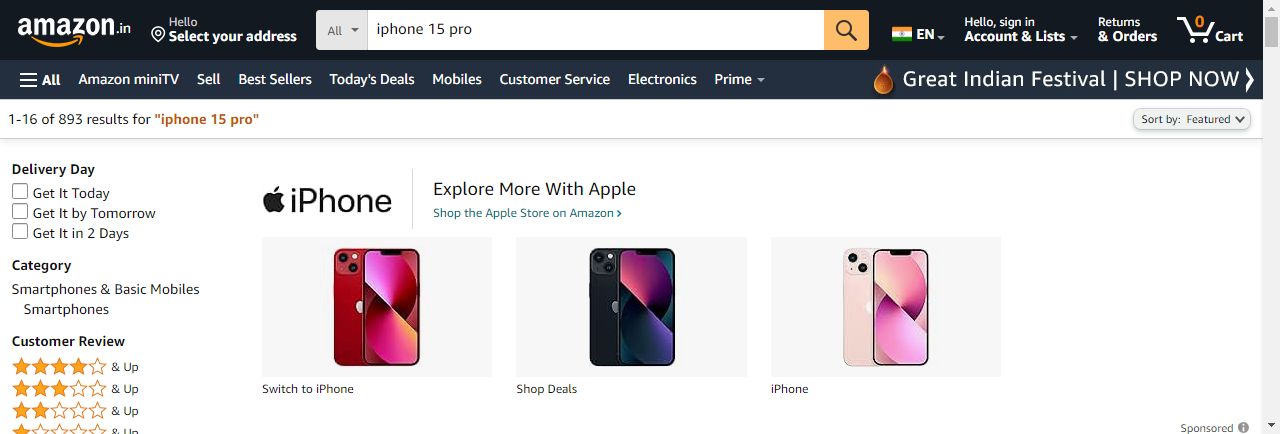 amazon.in
Hello
Select your address
All
iphone 15 pro
EN
Hello, sign in
Account & Lists
Returns
& Orders
0
Cart
All
Amazon miniTV
Sell
Best Sellers
Today's Deals
Mobiles
Customer Service
Electronics
Prime
Great Indian Festival | SHOP NOW
1-16 of 893 results for "iphone 15 pro"
Sort by: Featured
Delivery Day
Get It Today
Get It by Tomorrow
Get It in 2 Days
Category
Smartphones & Basic Mobiles
Smartphones
Customer Review
& Up
& Up
& Up
& Up
iPhone
Explore More With Apple
Shop the Apple Store on Amazon ›
Switch to iPhone
Shop Deals
iPhone
Sponsored